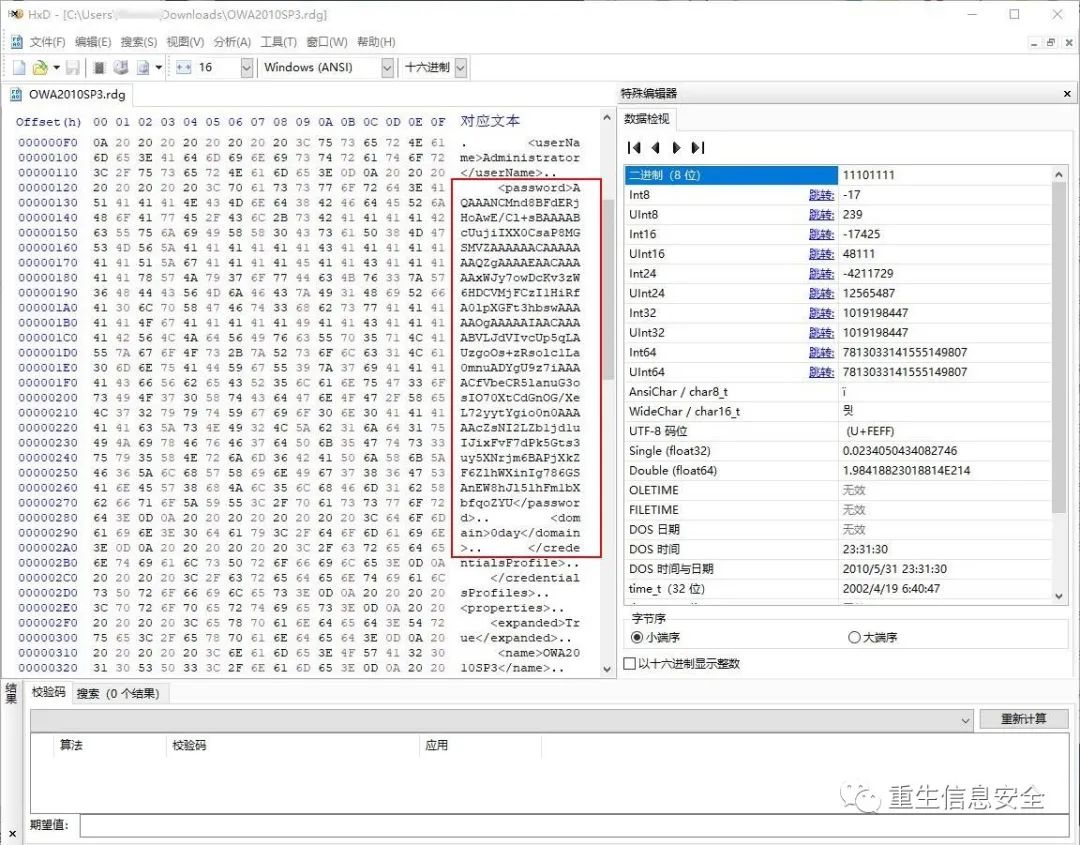 HxD - [C:\Users\ \Downloads\OWA2010SP3.rdg]
文件(F) 编辑(E) 搜索(S) 视图(V) 分析(A) 工具(T) 窗口(W) 帮助(H)
16 Windows (ANSI) 十六进制
OWA2010SP3.rdg
Offset(h) 00 01 02 03 04 05 06 07 08 09 0A 0B 0C 0D 0E 0F 对应文本
000000F0 0A 20 20 20 20 20 20 20 20 3C 75 73 65 72 4E 61 . <userNa
00000100 6D 65 3E 41 64 6D 69 6E 69 73 74 72 61 74 6F 72 me>Administrator
00000110 3C 2F 75 73 65 72 4E 61 6D 65 3E 0D 0A 20 20 20 </userName>..
00000120 20 20 20 20 20 3C 70 61 73 73 77 6F 72 64 3E 41 <password>A
00000130 51 41 41 41 4E 43 4D 6E 64 38 42 46 64 45 52 6A QAAANCMnd8BFdERj
00000140 48 6F 41 77 45 2F 43 6C 2B 73 42 41 41 41 41 42 HoAwE/Cl+sBAAAAB
00000150 63 55 75 6A 69 49 58 58 30 43 73 61 50 38 4D 47 cUujiIXX0CsaP8MG
00000160 53 4D 56 5A 41 41 41 41 41 41 43 41 41 41 41 41 SMVZAAAAAACAAAAA
00000170 41 41 51 5A 67 41 41 41 41 45 41 41 43 41 41 41 AAQZgAAAAEAACAAA
00000180 41 41 78 57 4A 79 37 6F 77 44 63 4B 76 33 7A 57 AAxWJy7owDcKv3zW
00000190 36 48 44 43 56 4D 6A 46 43 7A 49 31 48 69 52 66 6HDCVMjFCzI1HiRf
000001A0 41 30 6C 70 58 47 46 74 33 68 62 73 77 41 41 41 A0lpXGFt3hbswAAA
000001B0 41 41 4F 67 41 41 41 41 41 49 41 41 43 41 41 41 AAOgAAAAAIAACAAA
000001C0 41 42 56 4C 4A 64 56 49 76 63 55 70 35 71 4C 41 ABVLJdVIvcUp5qLA
000001D0 55 7A 67 6F 4F 73 2B 7A 52 73 6F 6C 63 31 4C 61 UzgoOs+zRsolc1La
000001E0 30 6D 6E 75 41 44 59 67 55 39 7A 37 69 41 41 41 0mnuADYgU9z7iAAA
000001F0 41 43 66 56 62 65 43 52 35 6C 61 6E 75 47 33 6F ACfVbeCR5lanuG3o
00000200 73 49 4F 37 30 58 74 43 64 47 6E 4F 47 2F 58 65 sIO70XtCdGnOG/Xe
00000210 4C 37 32 79 79 74 59 67 69 6F 30 6E 30 41 41 41 L72yytYgio0n0AAA
00000220 41 41 63 5A 73 4E 49 32 4C 5A 62 31 6A 64 31 75 AAcZsNI2LZb1jd1u
00000230 49 4A 69 78 46 76 46 37 64 50 6B 35 47 74 73 33 IJixFvF7dPk5Gts3
00000240 75 79 35 58 4E 72 6A 6D 36 42 41 50 6A 58 6B 5A uy5XNrjm6BAPjXkZ
00000250 46 36 5A 6C 68 57 58 69 6E 49 67 37 38 36 47 53 F6ZlhWXinIg786GS
00000260 41 6E 45 57 38 68 4A 6C 35 6C 68 46 6D 31 62 58 AnEW8hJl5lhFm1bX
00000270 62 66 71 6F 5A 59 55 3C 2F 70 61 73 73 77 6F 72 bfqoZYU</passwor
00000280 64 3E 0D 0A 20 20 20 20 20 20 20 20 3C 64 6F 6D d>.. <dom
00000290 61 69 6E 3E 30 64 61 79 3C 2F 64 6F 6D 61 69 6E ain>0day</domain
000002A0 3E 0D 0A 20 20 20 20 20 20 3C 2F 63 72 65 64 65 >.. </crede
000002B0 6E 74 69 61 6C 73 50 72 6F 66 69 6C 65 3E 0D 0A ntialsProfile>..
000002C0 20 20 20 20 3C 2F 63 72 65 64 65 6E 74 69 61 6C </credential
000002D0 73 50 72 6F 66 69 6C 65 73 3E 0D 0A 20 20 20 20 sProfiles>..
000002E0 3C 70 72 6F 70 65 72 74 69 65 73 3E 0D 0A 20 20 <properties>..
000002F0 20 20 20 20 3C 65 78 70 61 6E 64 65 64 3E 54 72 <expanded>Tr
00000300 75 65 3C 2F 65 78 70 61 6E 64 65 64 3E 0D 0A 20 ue</expanded>..
00000310 20 20 20 20 20 3C 6E 61 6D 65 3E 4F 57 41 32 30 <name>OWA20
00000320 31 30 53 50 33 3C 2F 6E 61 6D 65 3E 0D 0A 20 20 10SP3</name>..
特殊编辑器
数据检视
二进制（8 位） 11101111
Int8 跳转: -17
UInt8 跳转: 239
Int16 跳转: -17425
UInt16 跳转: 48111
Int24 跳转: -4211729
UInt24 跳转: 12565487
Int32 跳转: 1019198447
UInt32 跳转: 1019198447
Int64 跳转: 7813033141555149807
UInt64 跳转: 7813033141555149807
AnsiChar / char8_t ï
WideChar / char16_t 믯
UTF-8 码位 (U+FEFF)
Single (float32) 0.0234050434082746
Double (float64) 1.98418823018814E214
OLETIME 无效
FILETIME 无效
DOS 日期 无效
DOS 时间 23:31:30
DOS 时间与日期 2010/5/31 23:31:30
time_t（32 位） 2002/4/19 6:40:47
字节序
小端序 大端序
以十六进制显示整数
结果
校验码 搜索（0 个结果）
重新计算
算法 校验码 应用
期望值:
重生信息安全